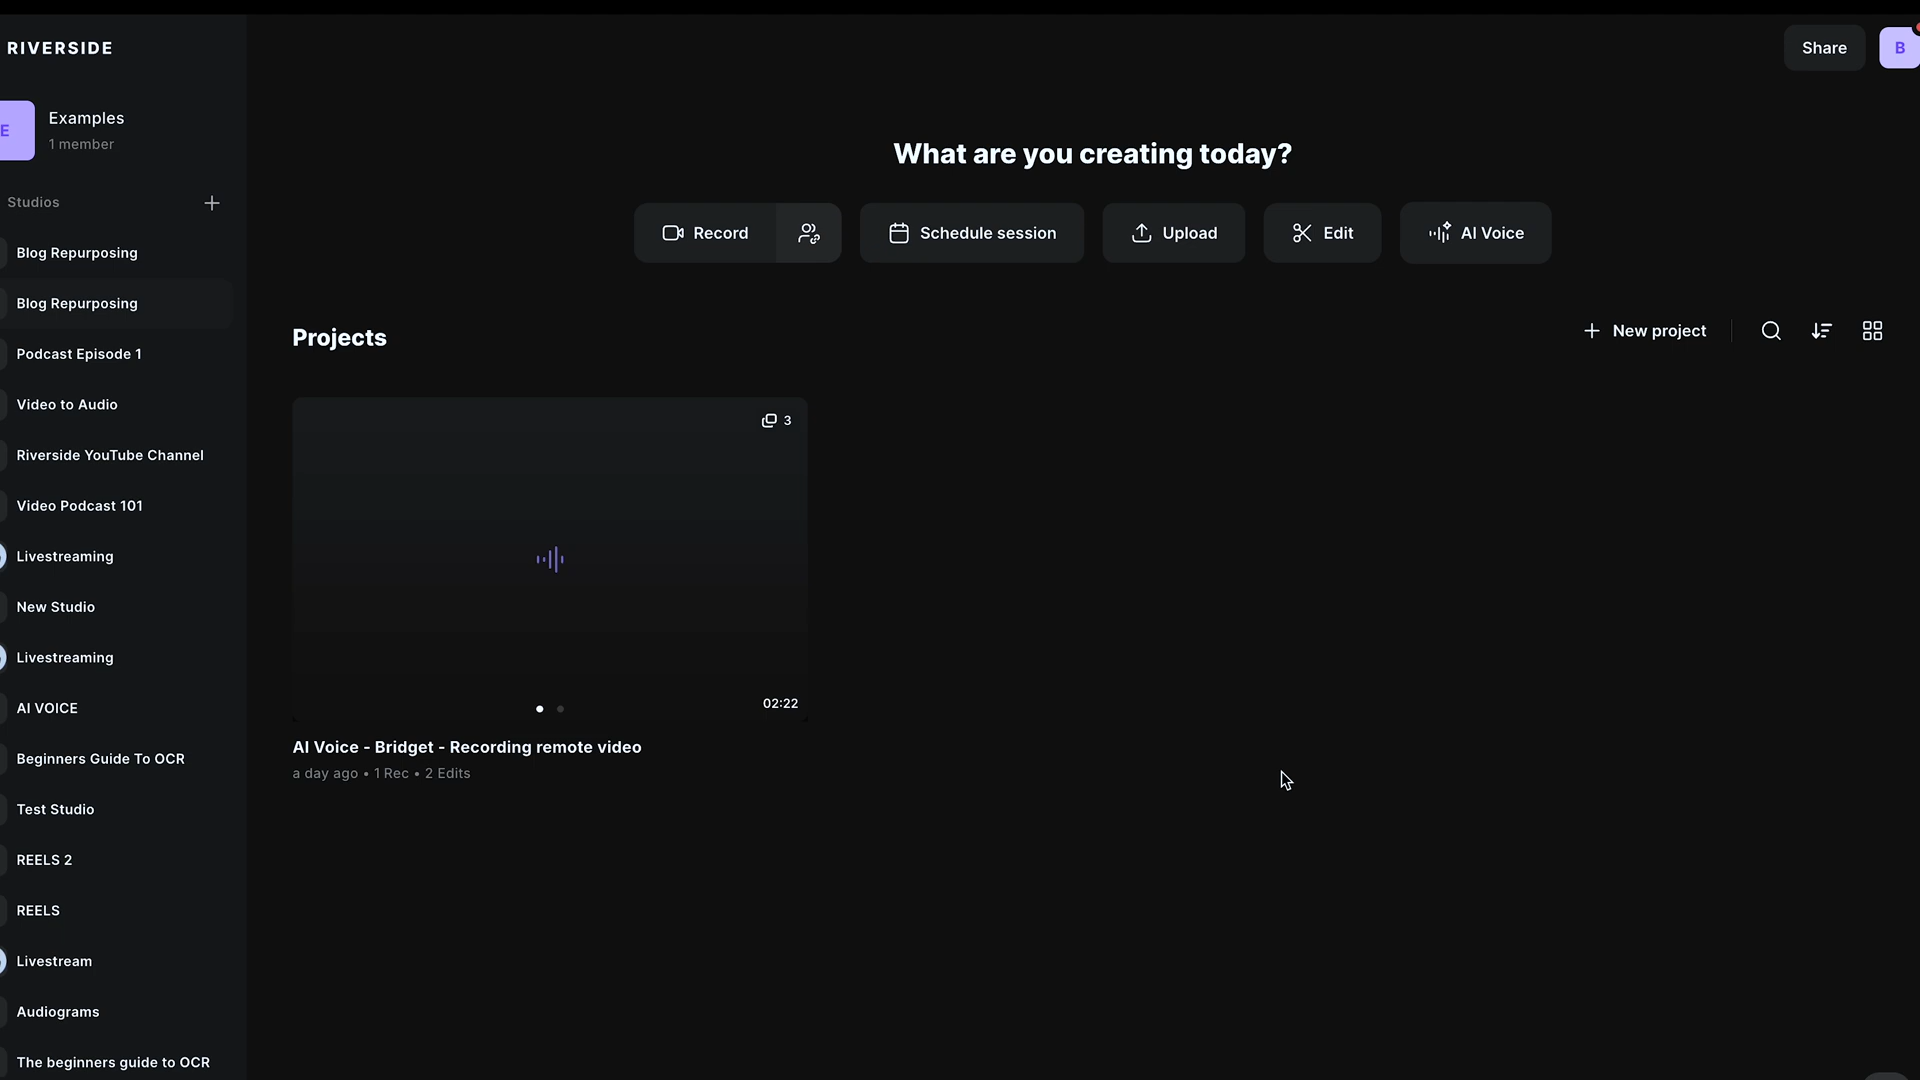 RIVERSIDE
Share
B
E
Examples
1 member
Studios
Blog Repurposing
Blog Repurposing
Podcast Episode 1
Video to Audio
Riverside YouTube Channel
Video Podcast 101
Livestreaming
New Studio
Livestreaming
AI VOICE
Beginners Guide To OCR
Test Studio
REELS 2
REELS
Livestream
Audiograms
The beginners guide to OCR
What are you creating today?
Record
Schedule session
Upload
Edit
AI Voice
Projects
New project
3
02:22
AI Voice - Bridget - Recording remote video
a day ago • 1 Rec • 2 Edits